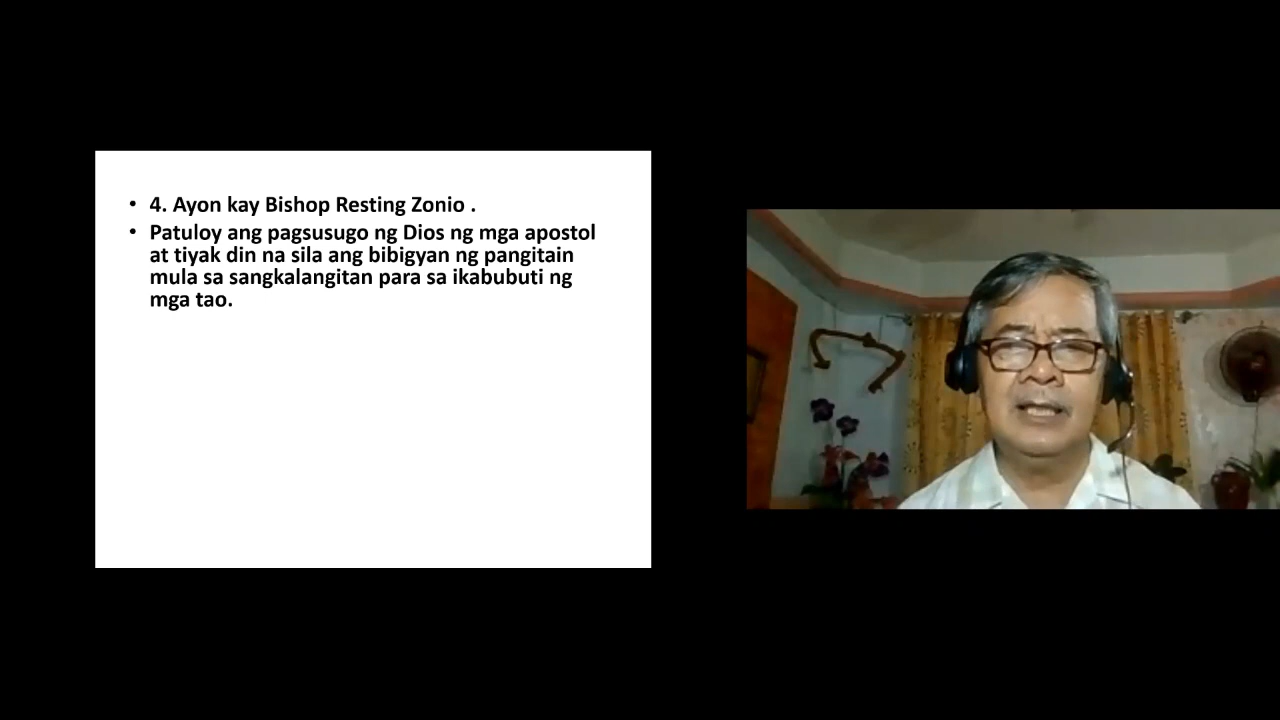 • 4. Ayon kay Bishop Resting Zonio .
• Patuloy ang pagsusugo ng Dios ng mga apostol
at tiyak din na sila ang bibigyan ng pangitain
mula sa sangkalangitan para sa ikabubuti ng
mga tao.